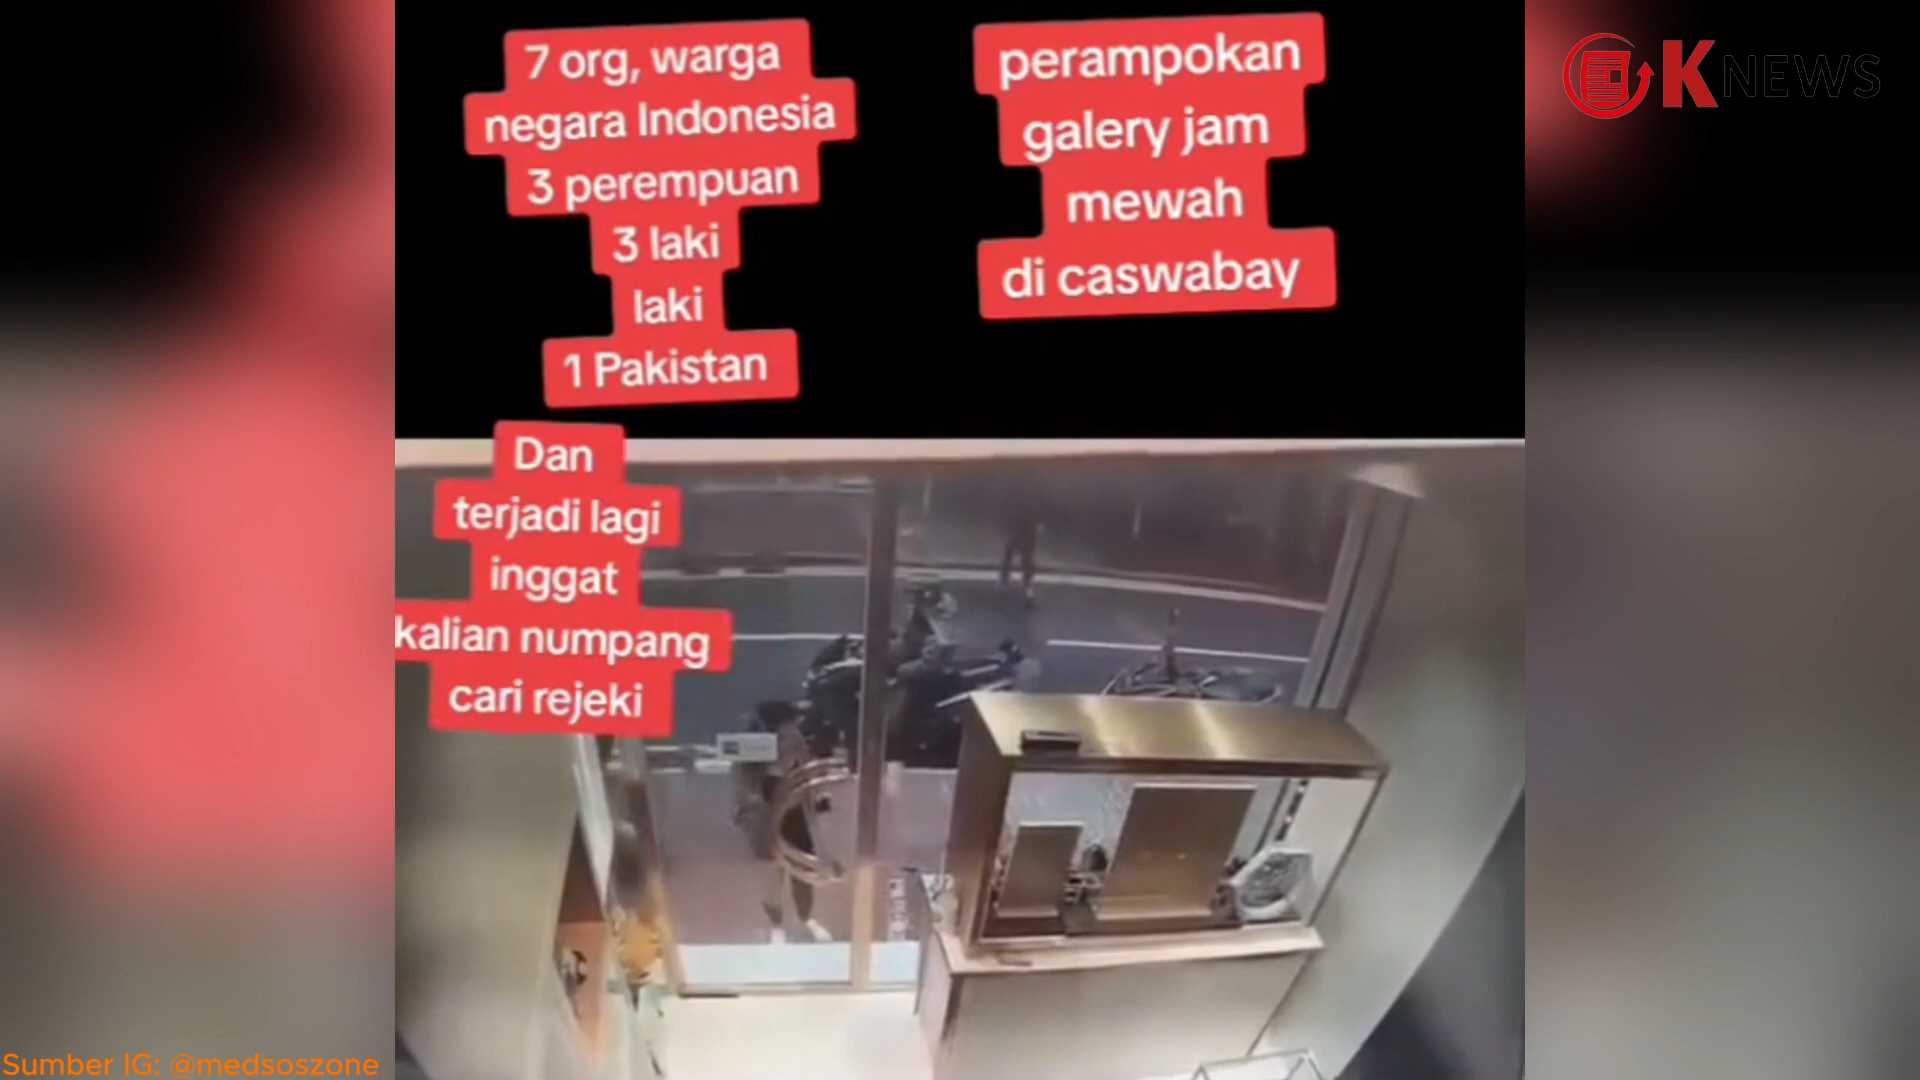 7 org, warga
negara Indonesia
3 perempuan
3 laki
laki
1 Pakistan
perampokan
galery jam
mewah
di caswabay
Dan
terjadi lagi
inggat
kalian numpang
cari rejeki
K NEWS
Sumber IG: @medsoszone